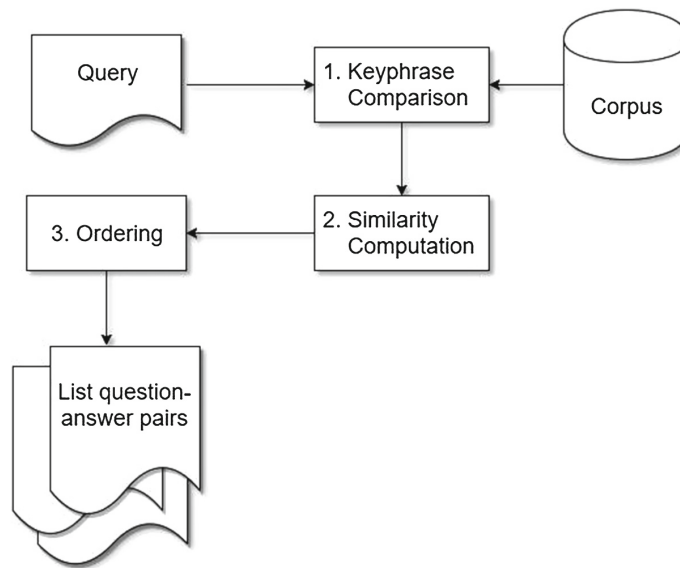 Query
1. Keyphrase
Comparison
Corpus
3. Ordering
2. Similarity
Computation
List question-
answer pairs